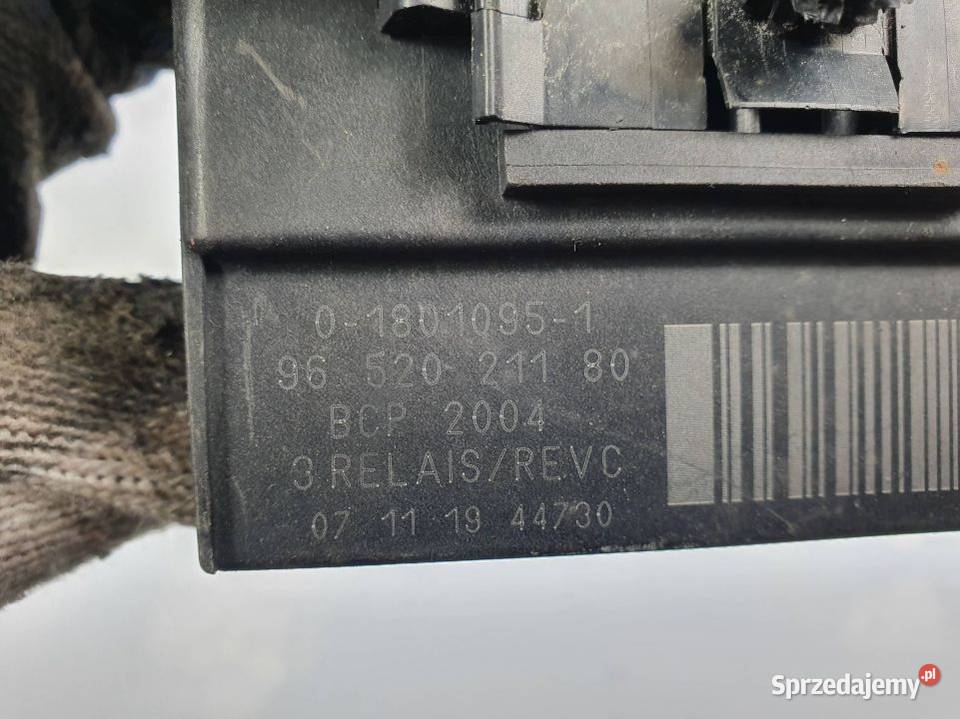 0-1801095-1
96 520 211 80
BCP 2004
3 RELAIS/REVC
07 11 19 44730
Sprzedajemy.pl